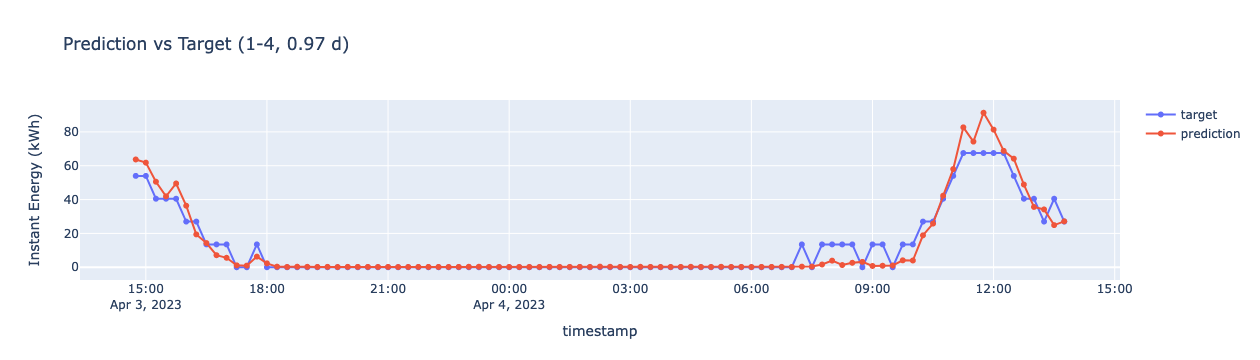 Prediction vs Target (1-4, 0.97 d)
target
prediction
Instant Energy (kWh)
80
60
40
20
0
15:00 18:00 21:00 00:00 03:00 06:00 09:00 12:00 15:00
Apr 3, 2023 Apr 4, 2023
timestamp